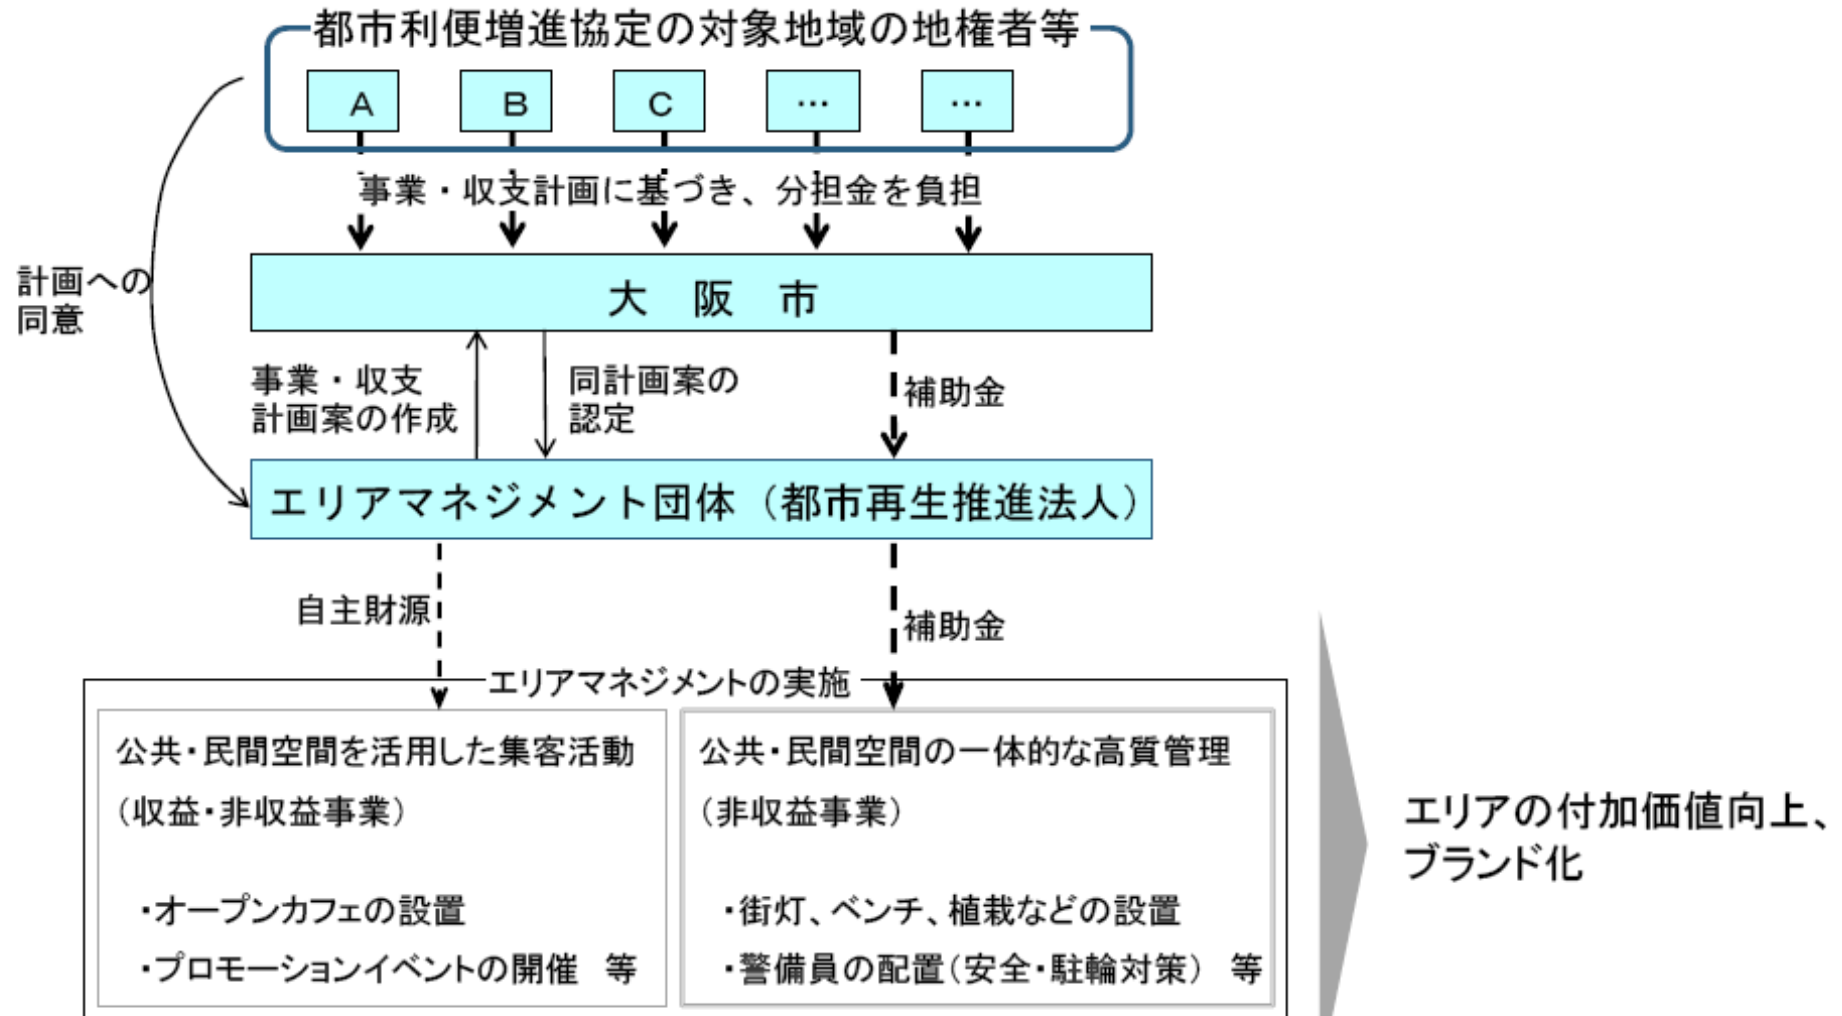 都市利便増進協定の対象地域の地権者等
A
B
C
…
…
事業・収支計画に基づき、分担金を負担
計画への
同意
大 阪 市
事業・収支
計画案の作成
同計画案の
認定
補助金
エリアマネジメント団体（都市再生推進法人）
自主財源
補助金
エリアマネジメントの実施
公共・民間空間を活用した集客活動
（収益・非収益事業）
・オープンカフェの設置
・プロモーションイベントの開催 等
公共・民間空間の一体的な高質管理
（非収益事業）
・街灯、ベンチ、植栽などの設置
・警備員の配置（安全・駐輪対策） 等
エリアの付加価値向上、
ブランド化